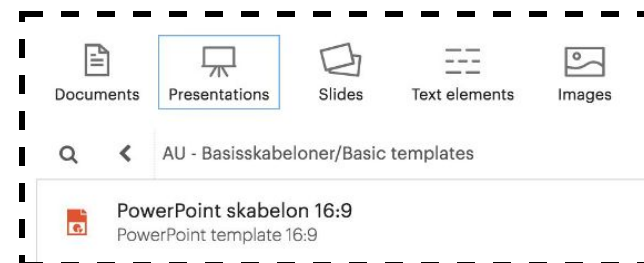 Documents Presentations Slides Text elements Images
AU - Basisskabeloner/Basic templates
PowerPoint skabelon 16:9
PowerPoint template 16:9